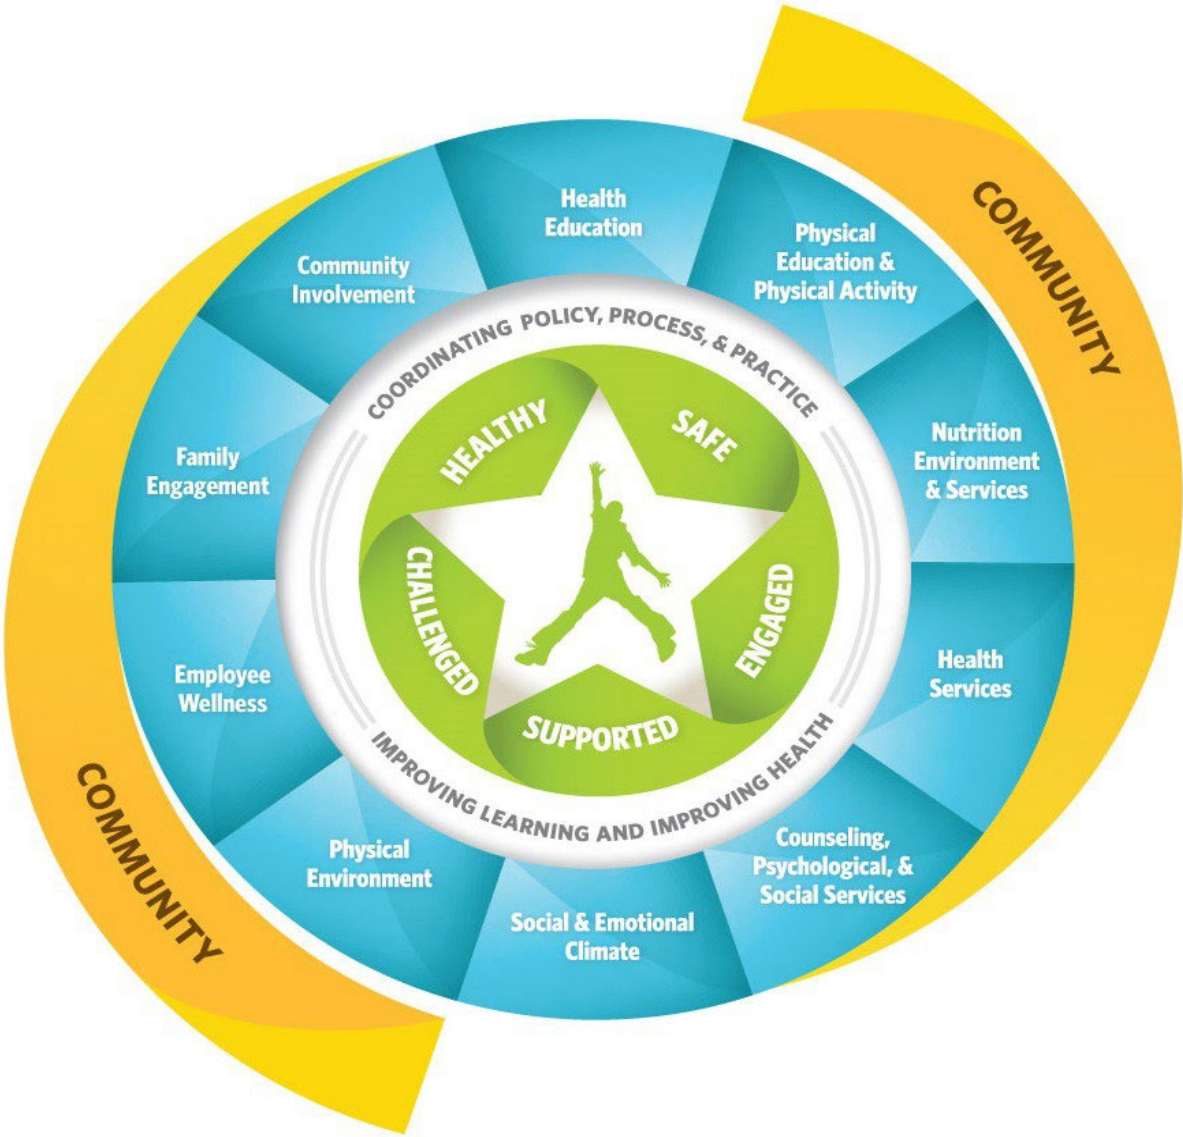 COMMUNITY
Health
Education
Physical
Education &
Physical Activity
Nutrition
Environment
& Services
Health
Services
Counseling,
Psychological, &
Social Services
Social & Emotional
Climate
Physical
Environment
Employee
Wellness
Family
Engagement
Community
Involvement
COORDINATING POLICY, PROCESS, & PRACTICE
IMPROVING LEARNING AND IMPROVING HEALTH
HEALTHY
SAFE
ENGAGED
SUPPORTED
CHALLENGED
COMMUNITY